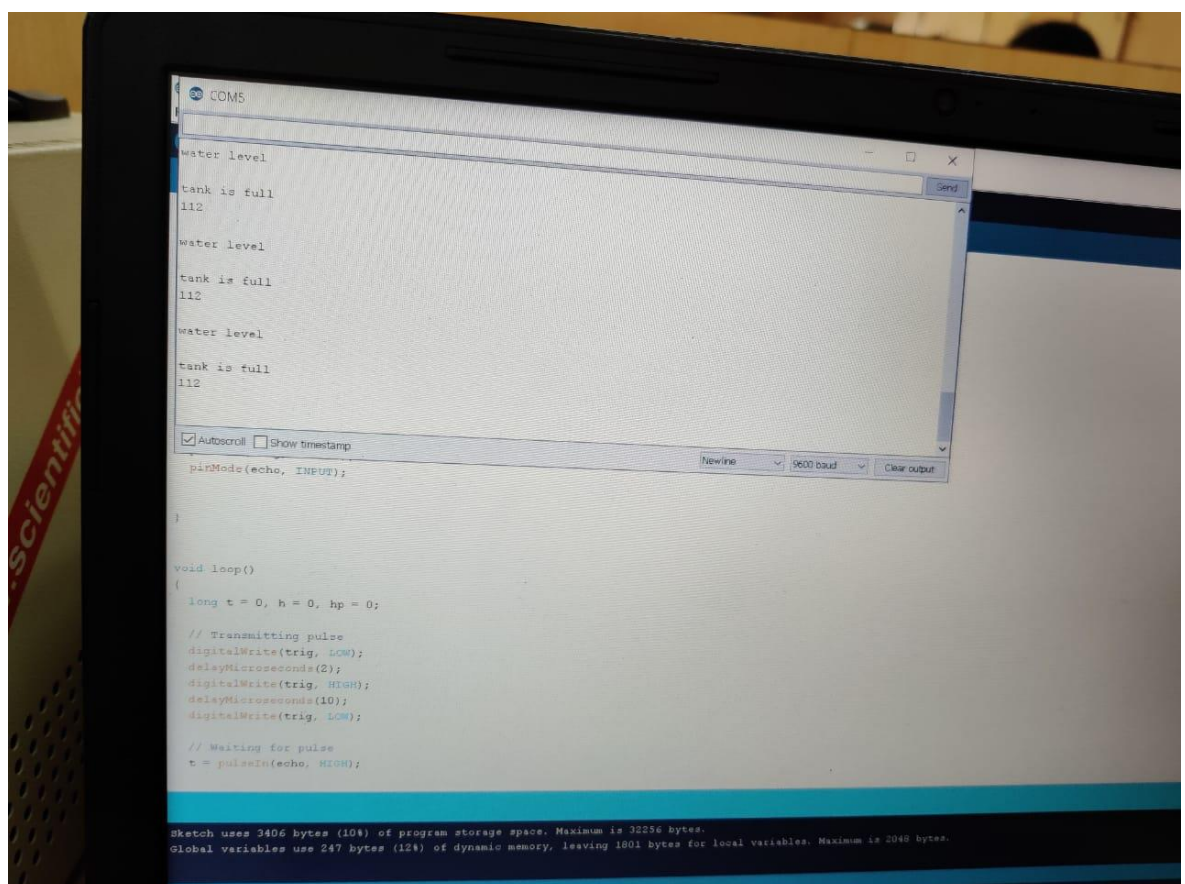 COM5
Send
water level
tank is full
112
water level
tank is full
112
water level
tank is full
112
Autoscroll Show timestamp
Newline 9600 baud Clear output
pinMode(echo, INPUT);
}
void loop()
{
long t = 0, h = 0, hp = 0;
// Transmitting pulse
digitalWrite(trig, LOW);
delayMicroseconds(2);
digitalWrite(trig, HIGH);
delayMicroseconds(10);
digitalWrite(trig, LOW);
// Waiting for pulse
t = pulseIn(echo, HIGH);
Sketch uses 3406 bytes (10%) of program storage space. Maximum is 32256 bytes.
Global variables use 247 bytes (12%) of dynamic memory, leaving 1801 bytes for local variables. Maximum is 2048 bytes.
scientific